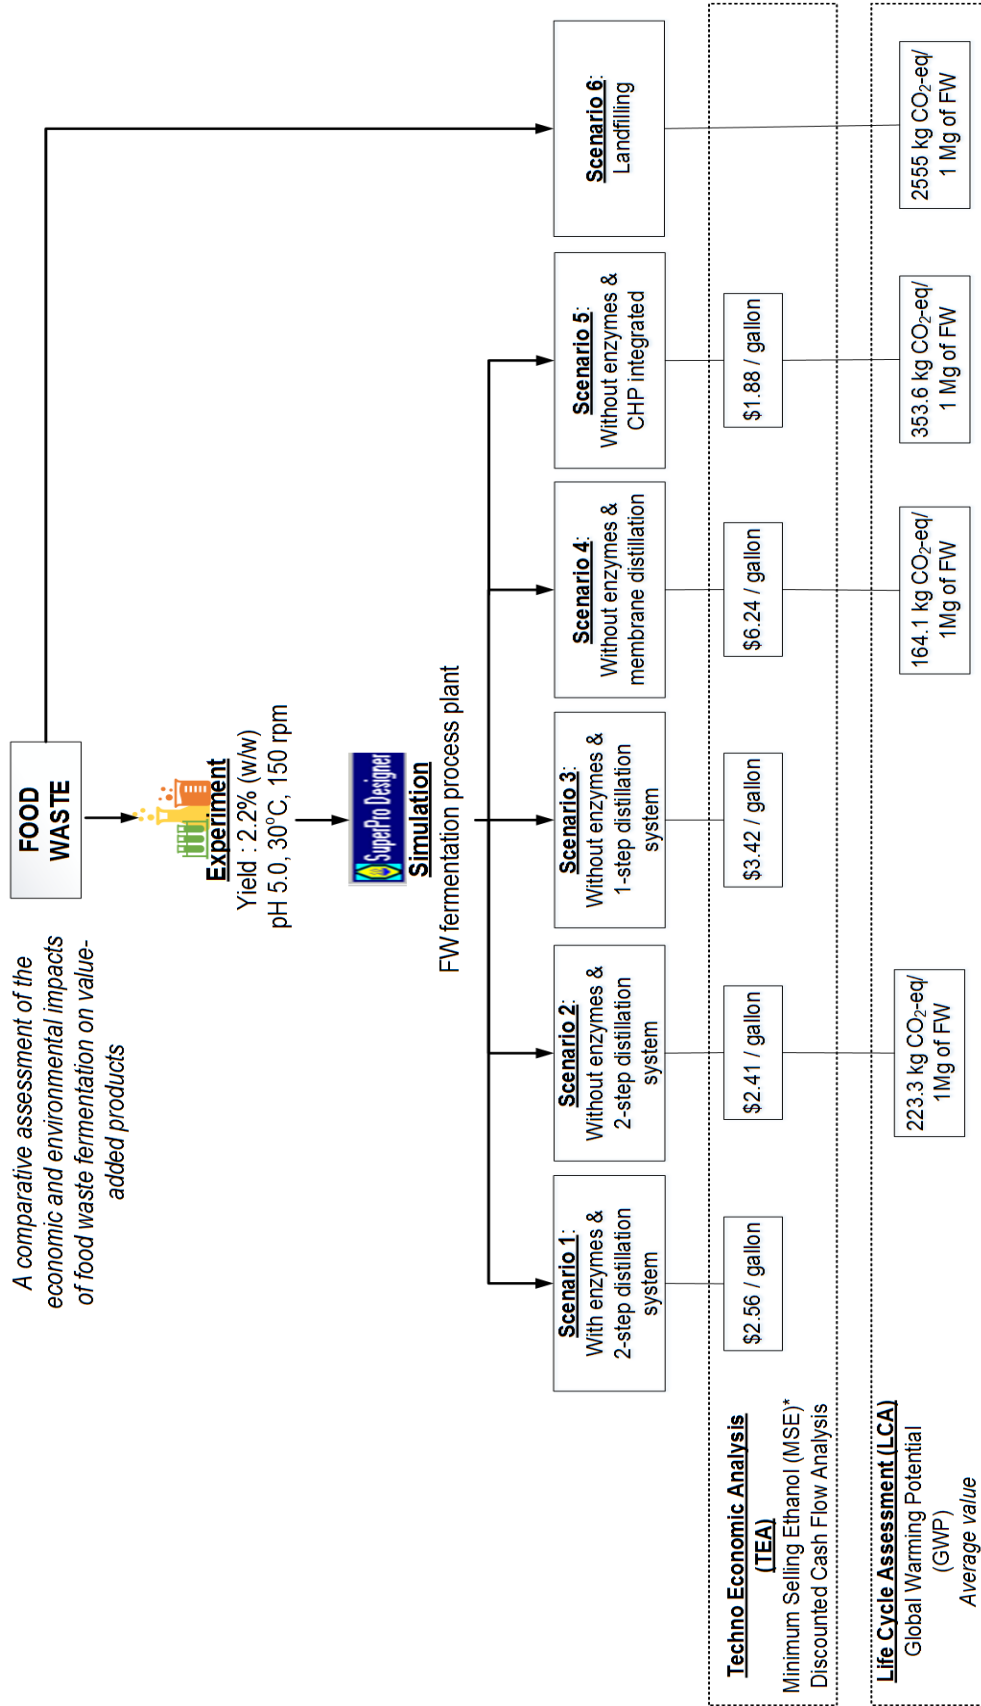 A comparative assessment of the
economic and environmental impacts
of food waste fermentation on value-
added products
FOOD
WASTE
Experiment
Yield : 2.2% (w/w)
pH 5.0, 30°C, 150 rpm
SuperPro Designer
Simulation
FW fermentation process plant
Scenario 1:
With enzymes &
2-step distillation
system
Scenario 2:
Without enzymes &
2-step distillation
system
Scenario 3:
Without enzymes &
1-step distillation
system
Scenario 4:
Without enzymes &
membrane distillation
Scenario 5:
Without enzymes &
CHP integrated
Scenario 6:
Landfilling
Techno Economic Analysis
(TEA)
Minimum Selling Ethanol (MSE)*
Discounted Cash Flow Analysis
$2.56 / gallon
$2.41 / gallon
$3.42 / gallon
$6.24 / gallon
$1.88 / gallon
Life Cycle Assessment (LCA)
Global Warming Potential
(GWP)
Average value
223.3 kg CO₂-eq/
1Mg of FW
164.1 kg CO₂-eq/
1Mg of FW
353.6 kg CO₂-eq/
1 Mg of FW
2555 kg CO₂-eq/
1 Mg of FW